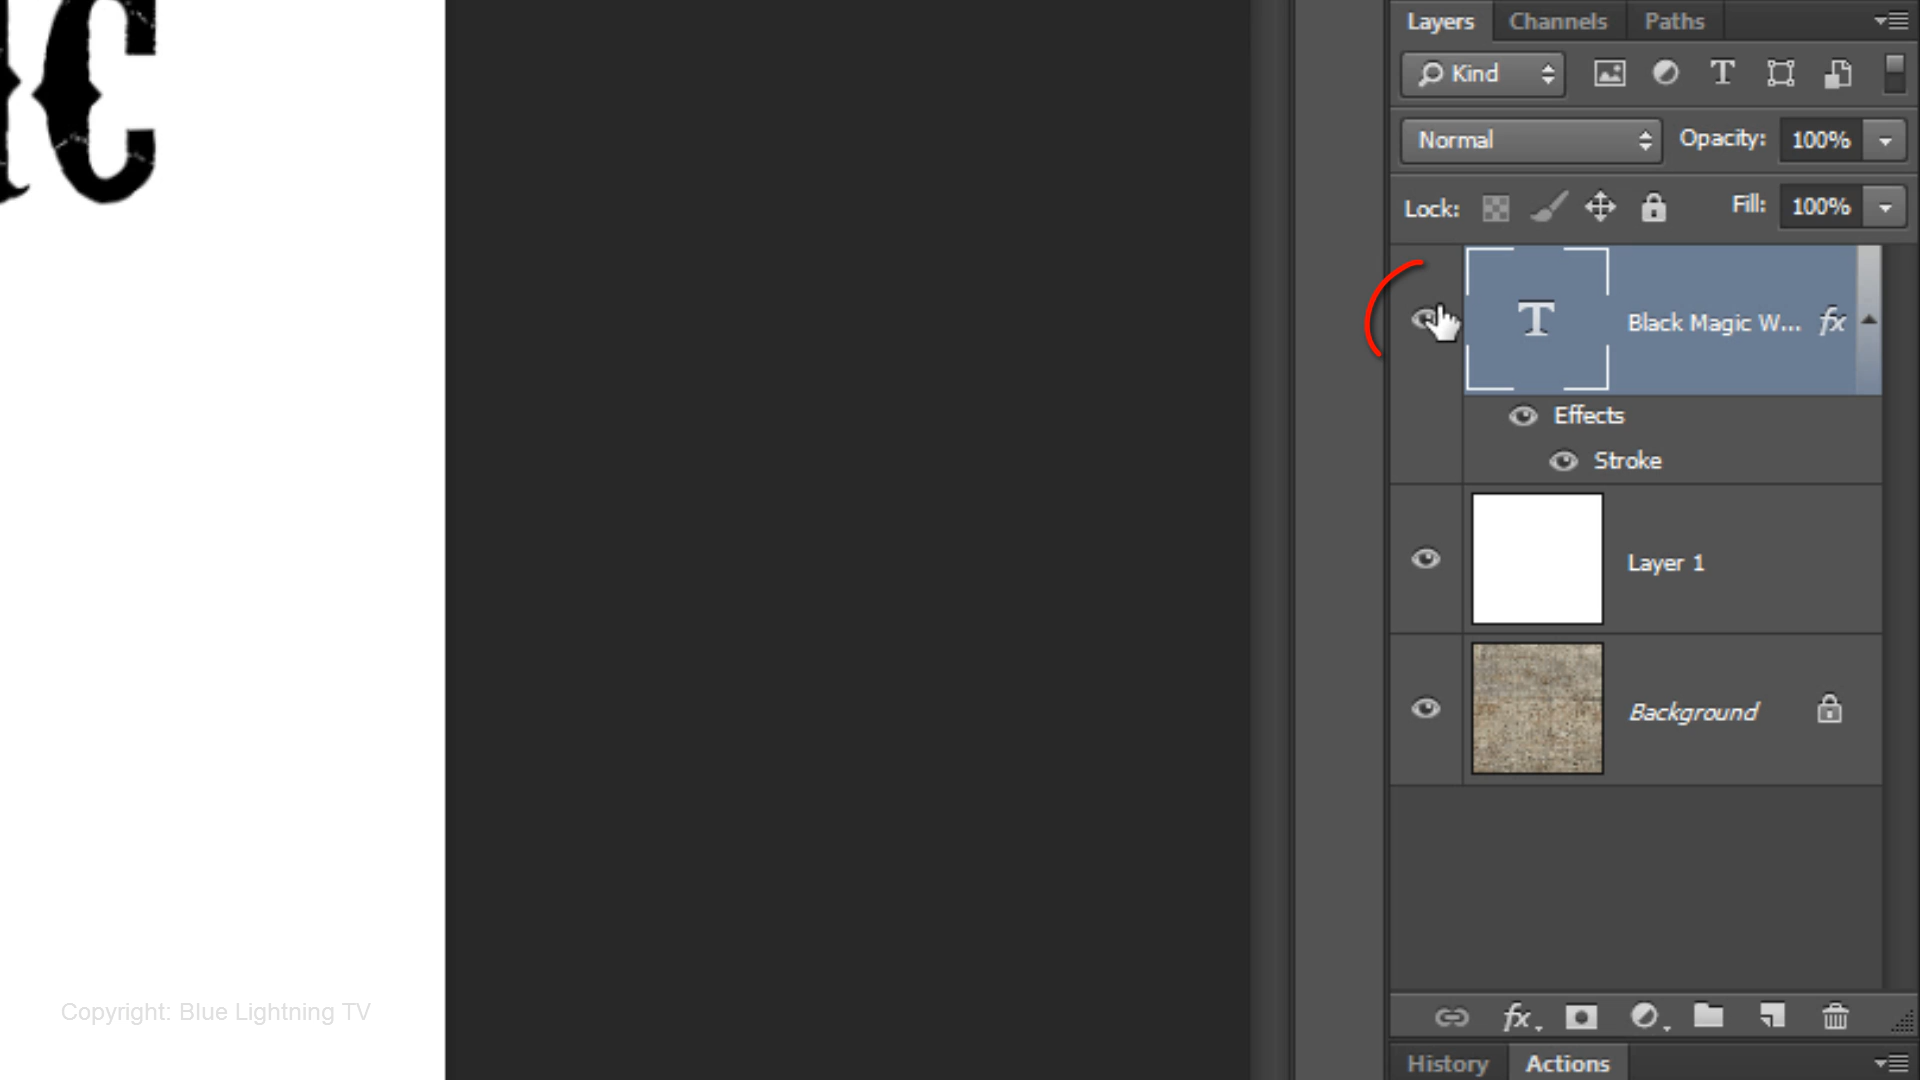 C
Layers Channels Paths
Kind
Normal Opacity: 100%
Lock: Fill: 100%
T Black Magic W... fx
Effects
Stroke
Layer 1
Background
Copyright: Blue Lightning TV
fx
History Actions